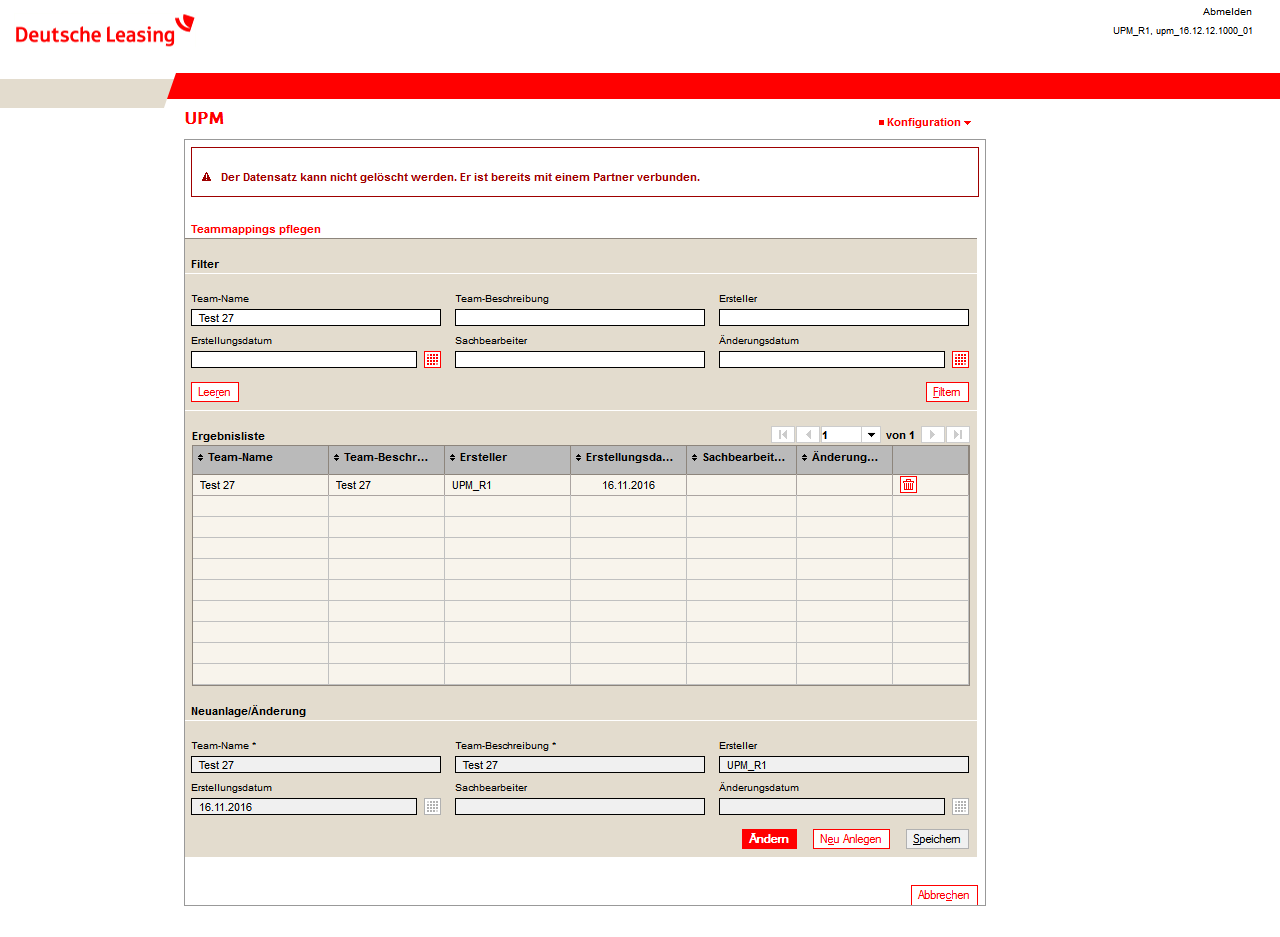 Deutsche Leasing
Abmelden
UPM_R1, upm_16.12.12.1000_01
UPM
Konfiguration
Der Datensatz kann nicht gelöscht werden. Er ist bereits mit einem Partner verbunden.
Teammappings pflegen
Filter
Team-Name Team-Beschreibung Ersteller
Test 27
Erstellungsdatum Sachbearbeiter Änderungsdatum
Leeren Filtern
Ergebnisliste 1 von 1
Team-Name Team-Beschr... Ersteller Erstellungsda... Sachbearbeit... Änderung...
Test 27 Test 27 UPM_R1 16.11.2016
Neuanlage/Änderung
Team-Name * Team-Beschreibung * Ersteller
Test 27 Test 27 UPM_R1
Erstellungsdatum Sachbearbeiter Änderungsdatum
16.11.2016
Ändern Neu Anlegen Speichern
Abbrechen